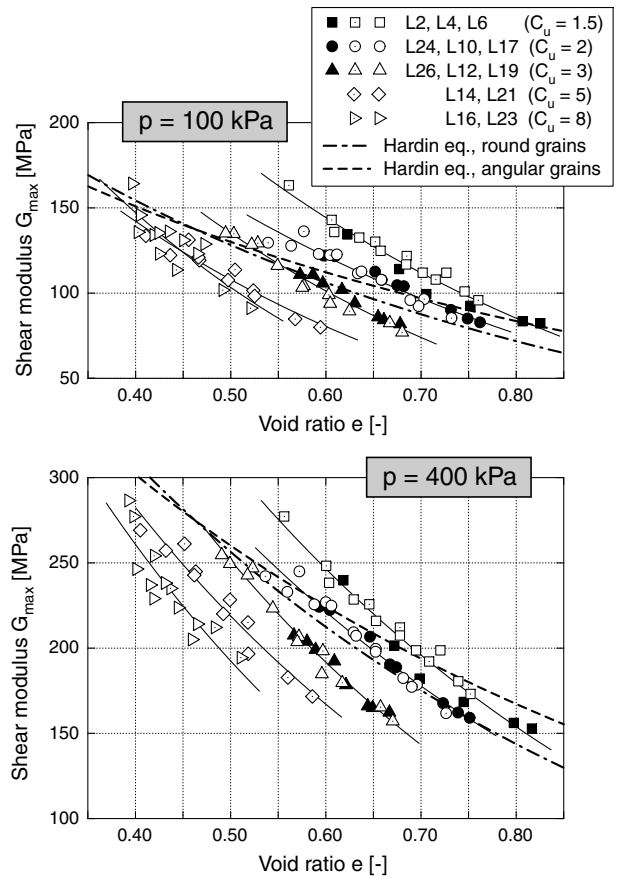 L2, L4, L6 (C_u = 1.5)
L24, L10, L17 (C_u = 2)
L26, L12, L19 (C_u = 3)
L14, L21 (C_u = 5)
L16, L23 (C_u = 8)
Hardin eq., round grains
Hardin eq., angular grains
p = 100 kPa
Shear modulus G_max [MPa]
200
150
100
50
0.40 0.50 0.60 0.70 0.80
Void ratio e [-]
p = 400 kPa
Shear modulus G_max [MPa]
300
250
200
150
100
0.40 0.50 0.60 0.70 0.80
Void ratio e [-]